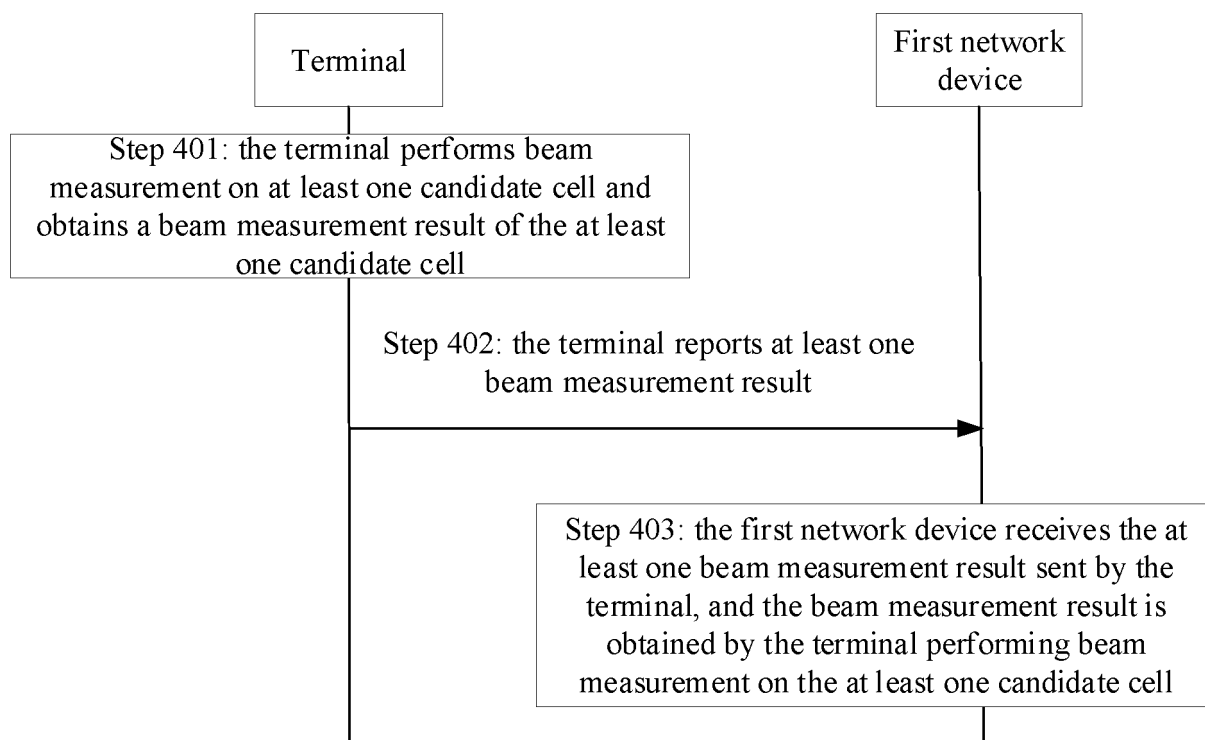 Terminal
First network
device
Step 401: the terminal performs beam
measurement on at least one candidate cell and
obtains a beam measurement result of the at least
one candidate cell
Step 402: the terminal reports at least one
beam measurement result
Step 403: the first network device receives the at
least one beam measurement result sent by the
terminal, and the beam measurement result is
obtained by the terminal performing beam
measurement on the at least one candidate cell